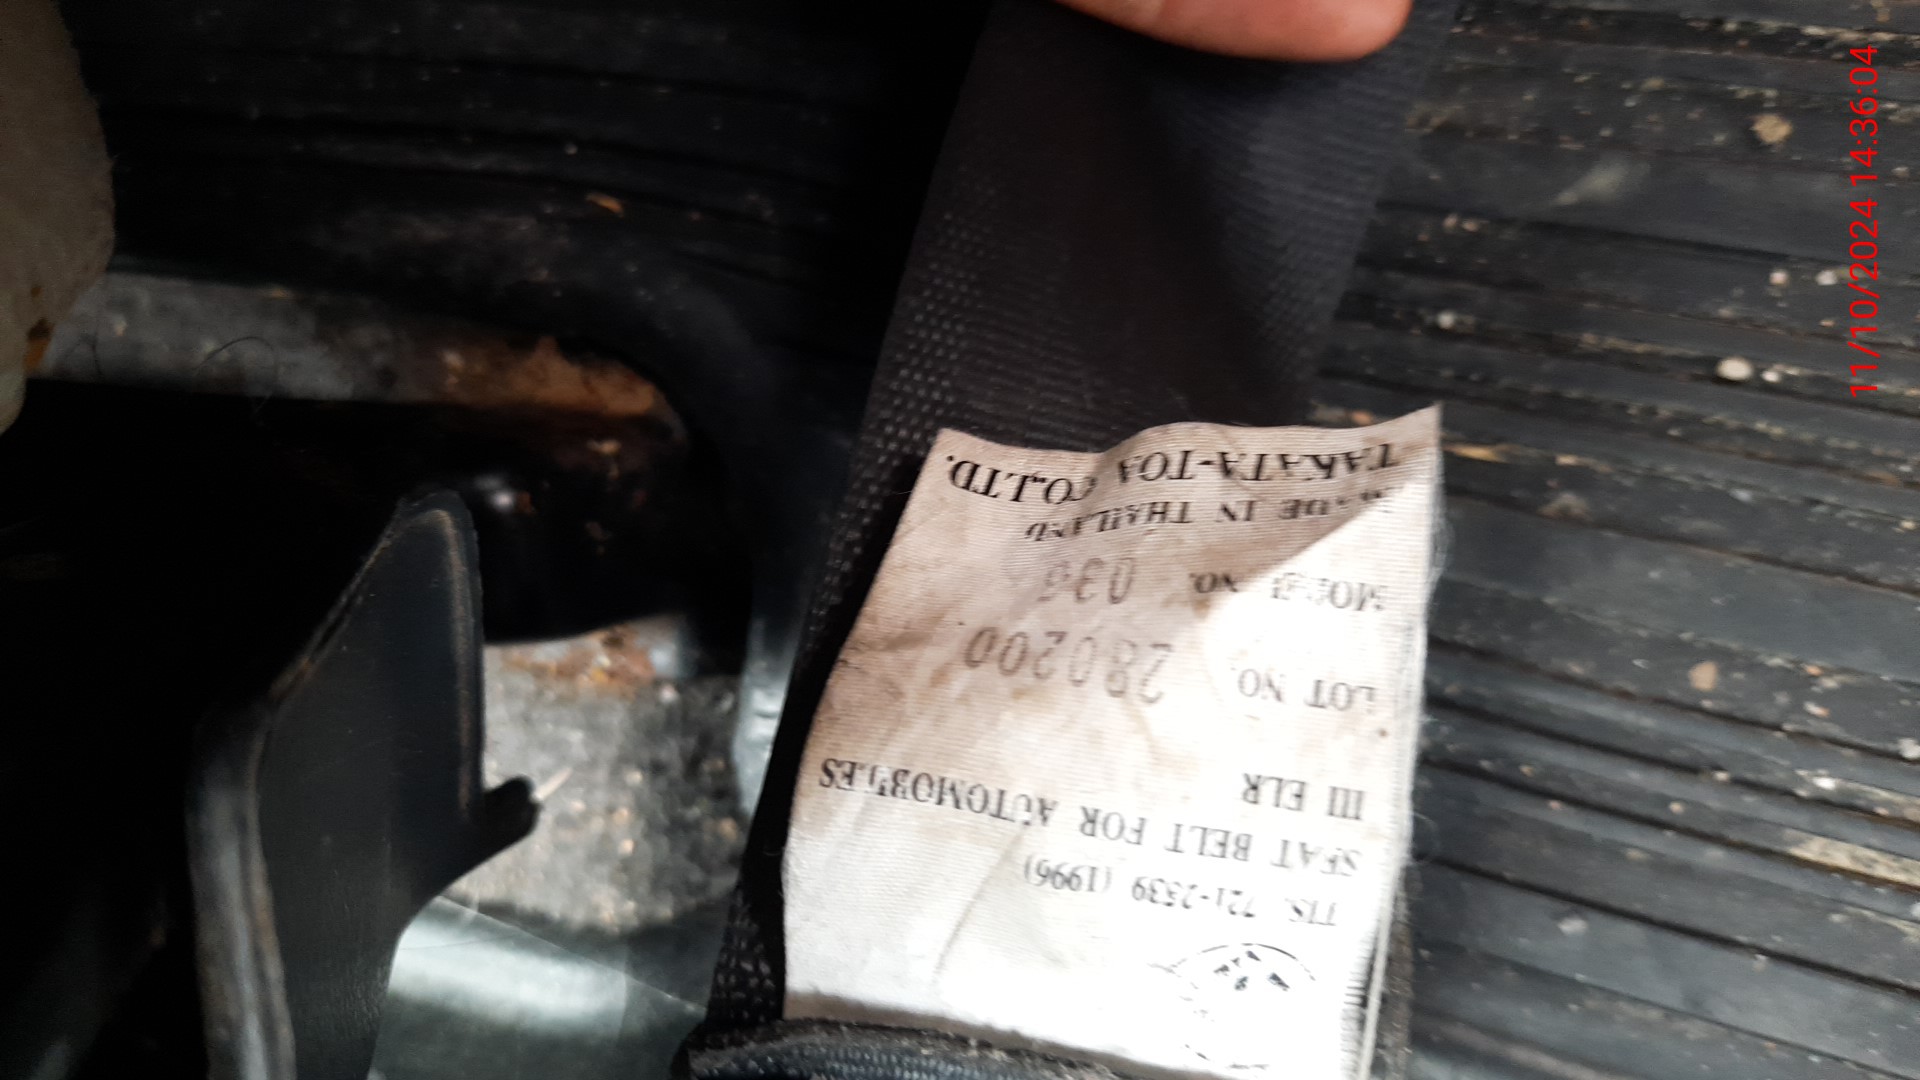 TIS. 721-2539 (1996)
SEAT BELT FOR AUTOMOBILES
III ELR
LOT NO. 280200
MODEL NO. 036
MADE IN THAILAND
TAKATA-TOA CO.,LTD.
11/10/2024 14:36:04